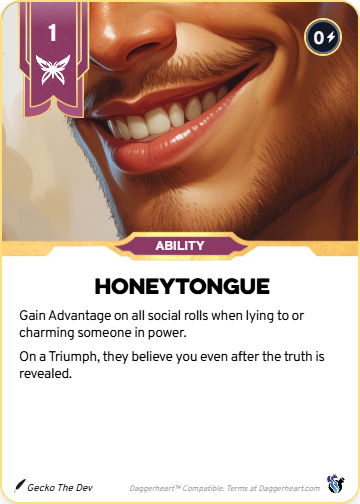 1
0
ABILITY
HONEYTONGUE
Gain Advantage on all social rolls when lying to or
charming someone in power.
On a Triumph, they believe you even after the truth is
revealed.
Gecko The Dev
Daggerheart™ Compatible. Terms at Daggerheart.com